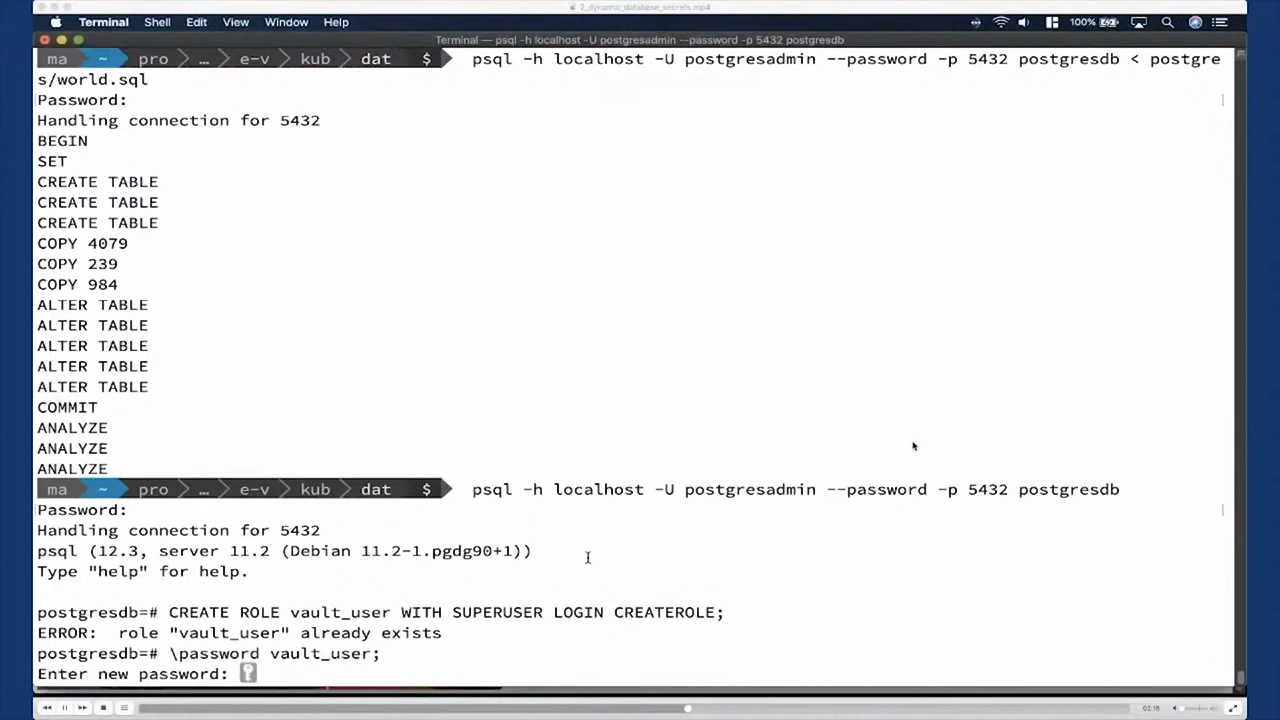 2_dynamic_database_secrets.mp4
Terminal Shell Edit View Window Help 100%
Terminal — psql -h localhost -U postgresadmin --password -p 5432 postgresdb
ma ~ pro … e-v kub dat $ psql -h localhost -U postgresadmin --password -p 5432 postgresdb < postgre
s/world.sql
Password:
Handling connection for 5432
BEGIN
SET
CREATE TABLE
CREATE TABLE
CREATE TABLE
COPY 4079
COPY 239
COPY 984
ALTER TABLE
ALTER TABLE
ALTER TABLE
ALTER TABLE
ALTER TABLE
COMMIT
ANALYZE
ANALYZE
ANALYZE
ma ~ pro … e-v kub dat $ psql -h localhost -U postgresadmin --password -p 5432 postgresdb
Password:
Handling connection for 5432
psql (12.3, server 11.2 (Debian 11.2-1.pgdg90+1))
Type "help" for help.
postgresdb=# CREATE ROLE vault_user WITH SUPERUSER LOGIN CREATEROLE;
ERROR: role "vault_user" already exists
postgresdb=# \password vault_user;
Enter new password:
02:16